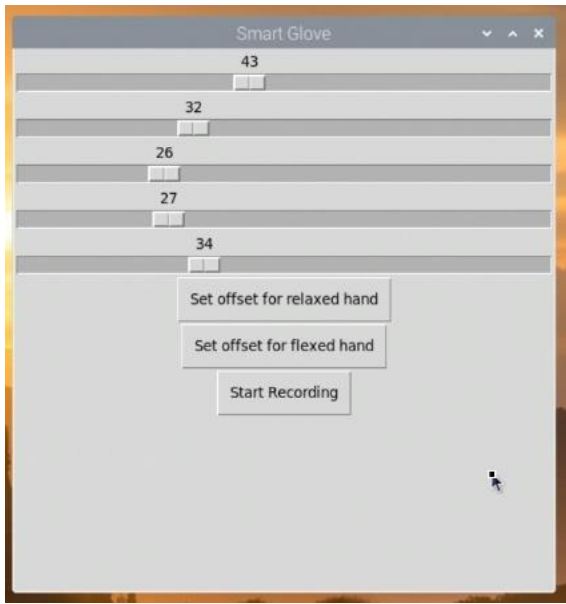 Smart Glove
43
32
26
27
34
Set offset for relaxed hand
Set offset for flexed hand
Start Recording